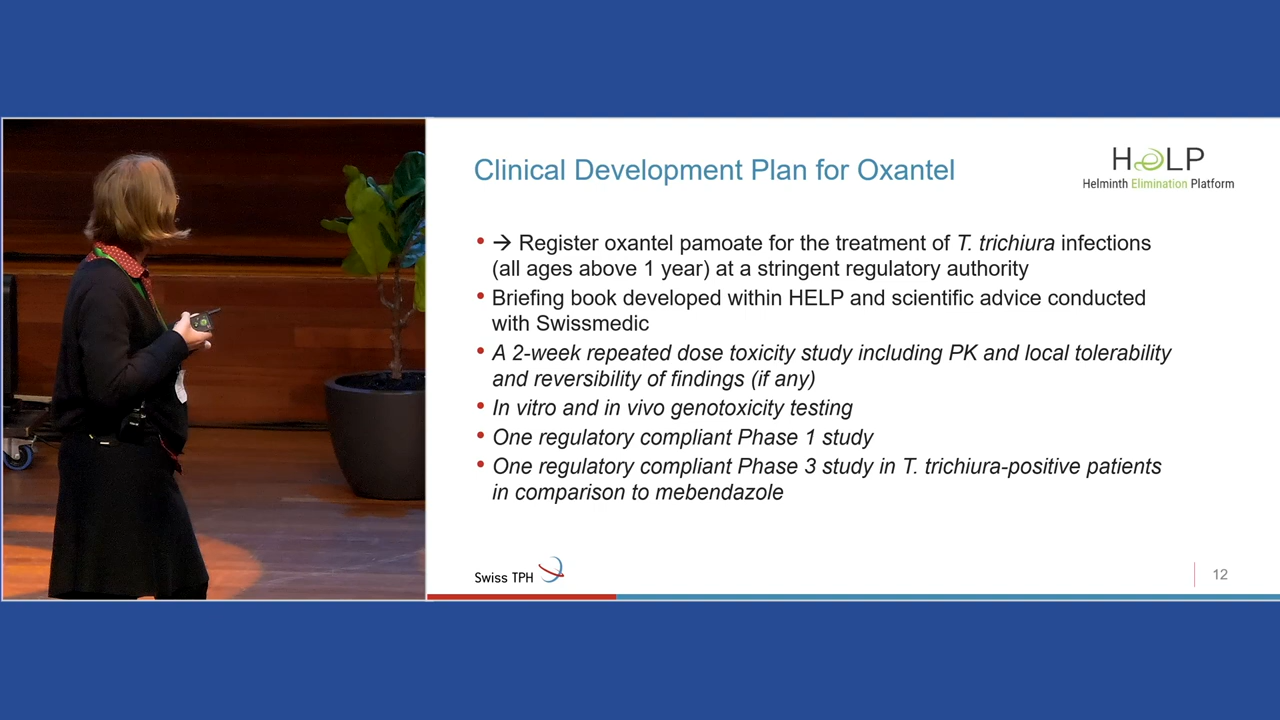 Clinical Development Plan for Oxantel
HELP
Helminth Elimination Platform
• → Register oxantel pamoate for the treatment of T. trichiura infections
(all ages above 1 year) at a stringent regulatory authority
• Briefing book developed within HELP and scientific advice conducted
with Swissmedic
• A 2-week repeated dose toxicity study including PK and local tolerability
and reversibility of findings (if any)
• In vitro and in vivo genotoxicity testing
• One regulatory compliant Phase 1 study
• One regulatory compliant Phase 3 study in T. trichiura-positive patients
in comparison to mebendazole
Swiss TPH
12